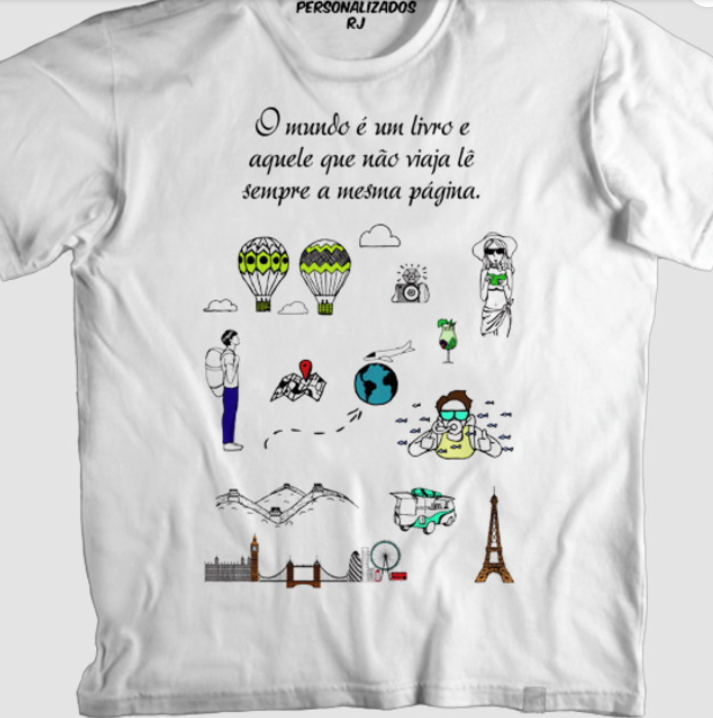 PERSONALIZADOS
RJ
O mundo é um livro e
aquele que não viaja lê
sempre a mesma página.